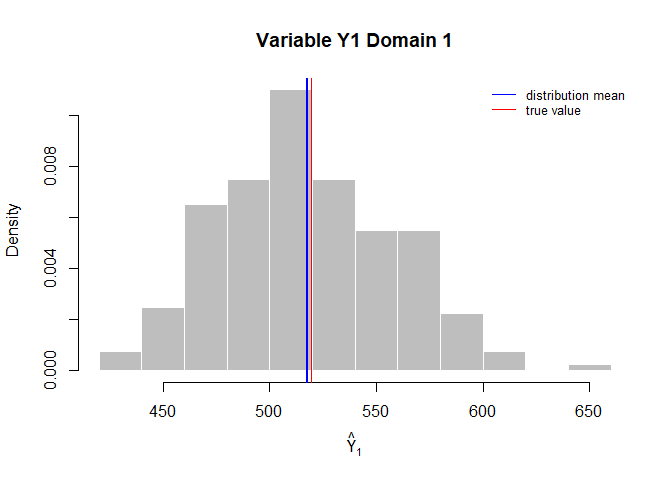 Variable Y1 Domain 1
distribution mean
true value
Density
0.000
0.004
0.008
450
500
550
600
650
Ŷ₁